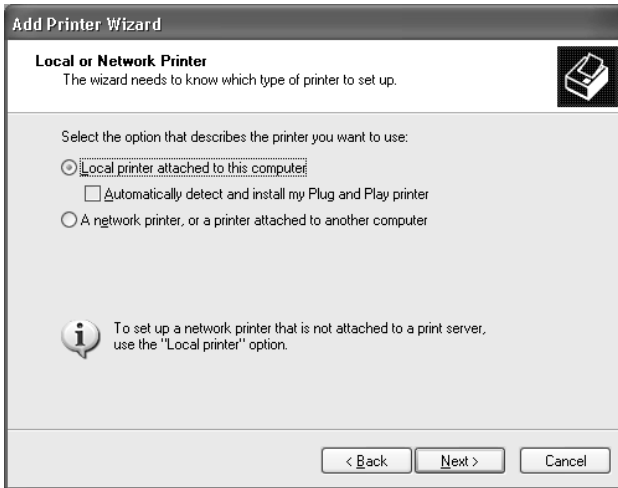 Add Printer Wizard
Local or Network Printer
The wizard needs to know which type of printer to set up.
Select the option that describes the printer you want to use:
Local printer attached to this computer
Automatically detect and install my Plug and Play printer
A network printer, or a printer attached to another computer
To set up a network printer that is not attached to a print server,
use the "Local printer" option.
< Back
Next >
Cancel